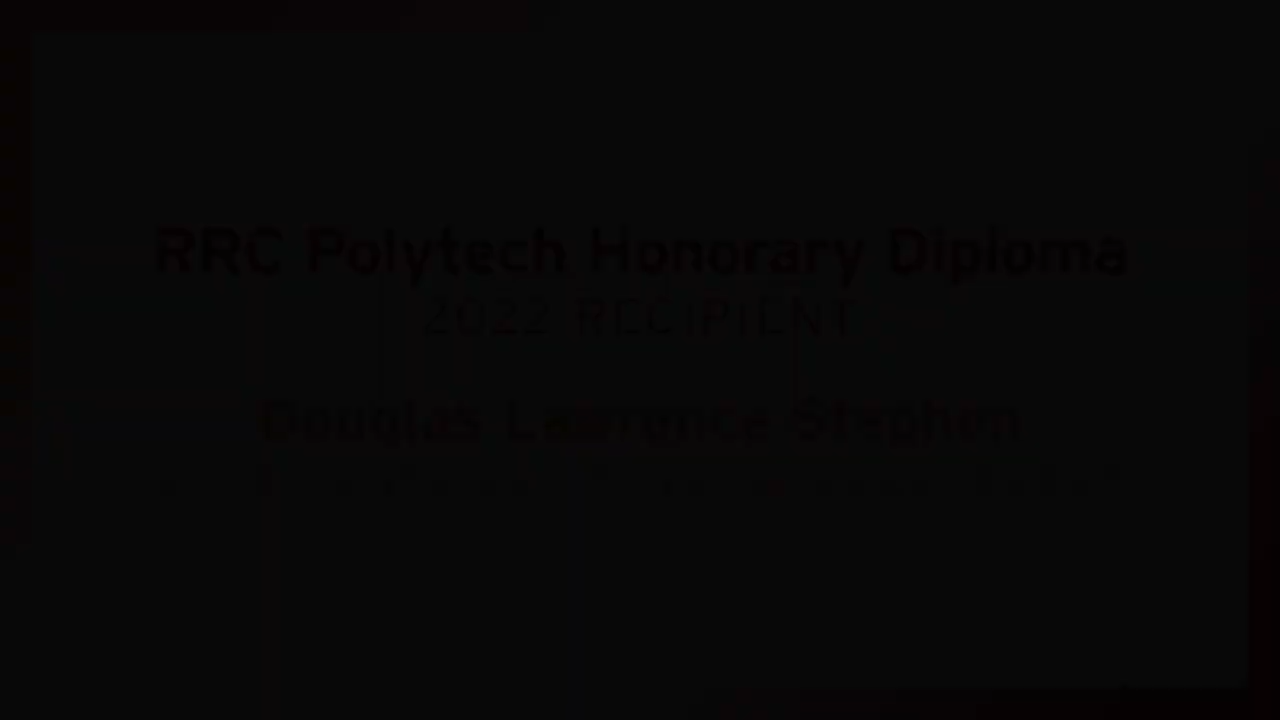 RRC Polytech Honorary Diploma
2022 RECIPIENT
Douglas Lawrence Stephen